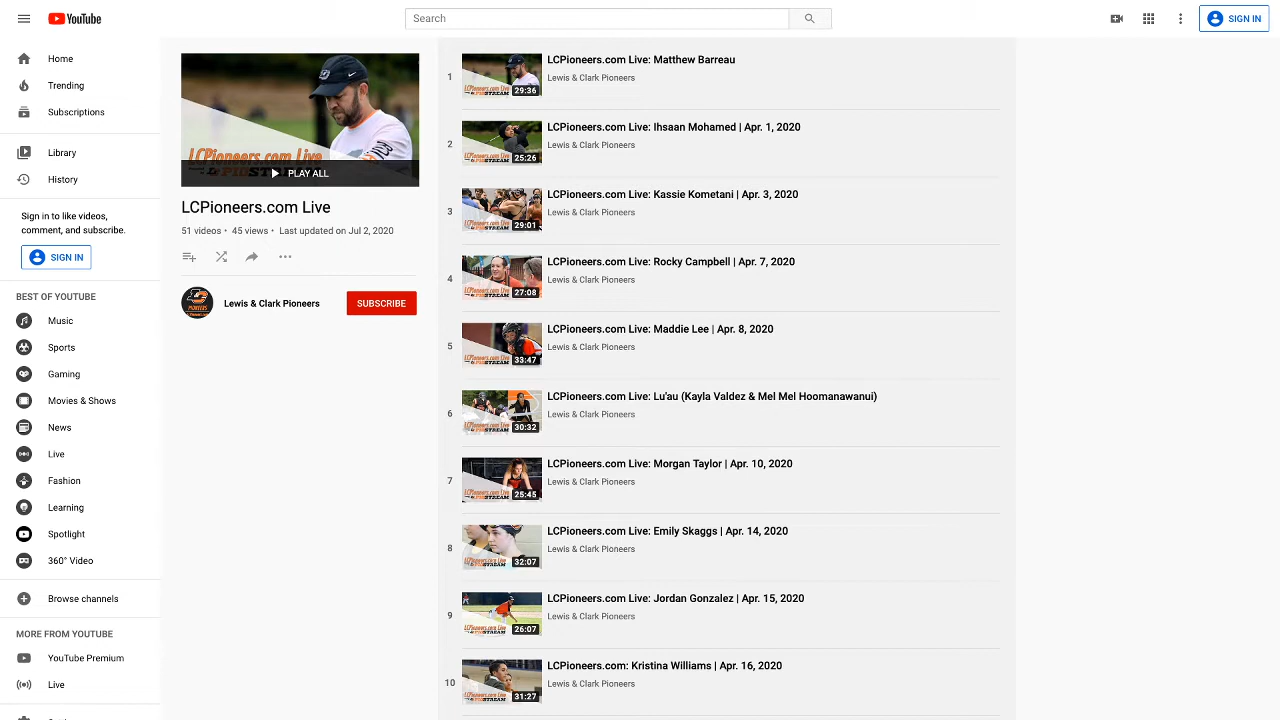 YouTube
Search
SIGN IN
Home
Trending
Subscriptions
Library
History
Sign in to like videos,
comment, and subscribe.
SIGN IN
BEST OF YOUTUBE
Music
Sports
Gaming
Movies & Shows
News
Live
Fashion
Learning
Spotlight
360° Video
Browse channels
MORE FROM YOUTUBE
YouTube Premium
Live
LCPioneers.com Live
PLAY ALL
LCPioneers.com Live
51 videos • 45 views • Last updated on Jul 2, 2020
Lewis & Clark Pioneers
SUBSCRIBE
1
29:36
LCPioneers.com Live: Matthew Barreau
Lewis & Clark Pioneers
2
25:26
LCPioneers.com Live: Ihsaan Mohamed | Apr. 1, 2020
Lewis & Clark Pioneers
3
29:01
LCPioneers.com Live: Kassie Kometani | Apr. 3, 2020
Lewis & Clark Pioneers
4
27:08
LCPioneers.com Live: Rocky Campbell | Apr. 7, 2020
Lewis & Clark Pioneers
5
33:47
LCPioneers.com Live: Maddie Lee | Apr. 8, 2020
Lewis & Clark Pioneers
6
30:32
LCPioneers.com Live: Lu'au (Kayla Valdez & Mel Mel Hoomanawanui)
Lewis & Clark Pioneers
7
25:45
LCPioneers.com Live: Morgan Taylor | Apr. 10, 2020
Lewis & Clark Pioneers
8
32:07
LCPioneers.com Live: Emily Skaggs | Apr. 14, 2020
Lewis & Clark Pioneers
9
26:07
LCPioneers.com Live: Jordan Gonzalez | Apr. 15, 2020
Lewis & Clark Pioneers
10
31:27
LCPioneers.com: Kristina Williams | Apr. 16, 2020
Lewis & Clark Pioneers